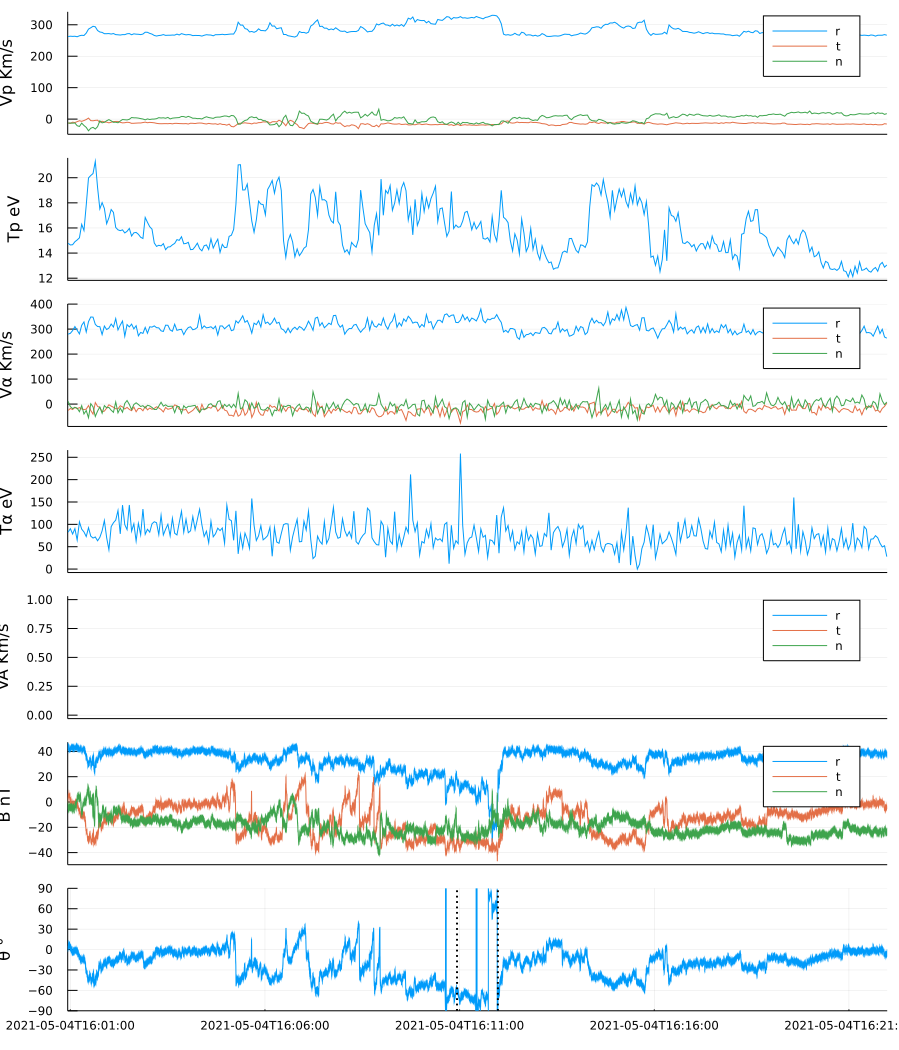 Vp Km/s
300
200
100
0
r
t
n
Tp eV
20
18
16
14
12
Vα Km/s
400
300
200
100
0
r
t
n
Tα eV
250
200
150
100
50
0
VA Km/s
1.00
0.75
0.50
0.25
0.00
r
t
n
B nT
40
20
0
−20
−40
r
t
n
θ °
90
60
30
0
−30
−60
−90
2021-05-04T16:01:00 2021-05-04T16:06:00 2021-05-04T16:11:00 2021-05-04T16:16:00 2021-05-04T16:21: